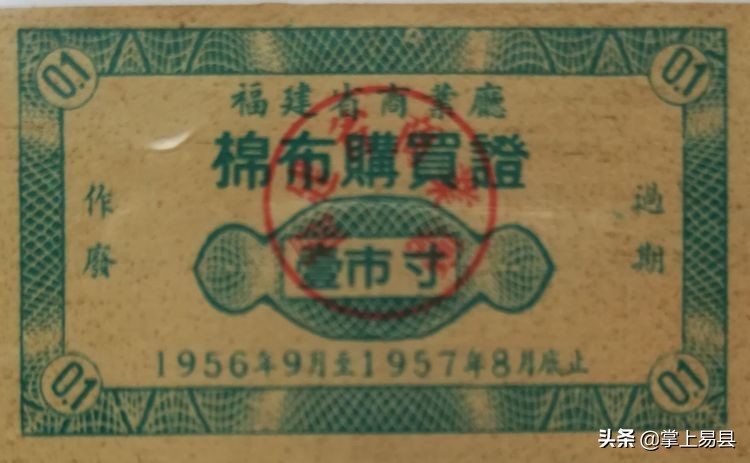 0.1 0.1
福建省商業廳
棉布購買證
過期
作廢
壹市寸
1956年9月至1957年8月底止
0.1 0.1
头条 @掌上易县